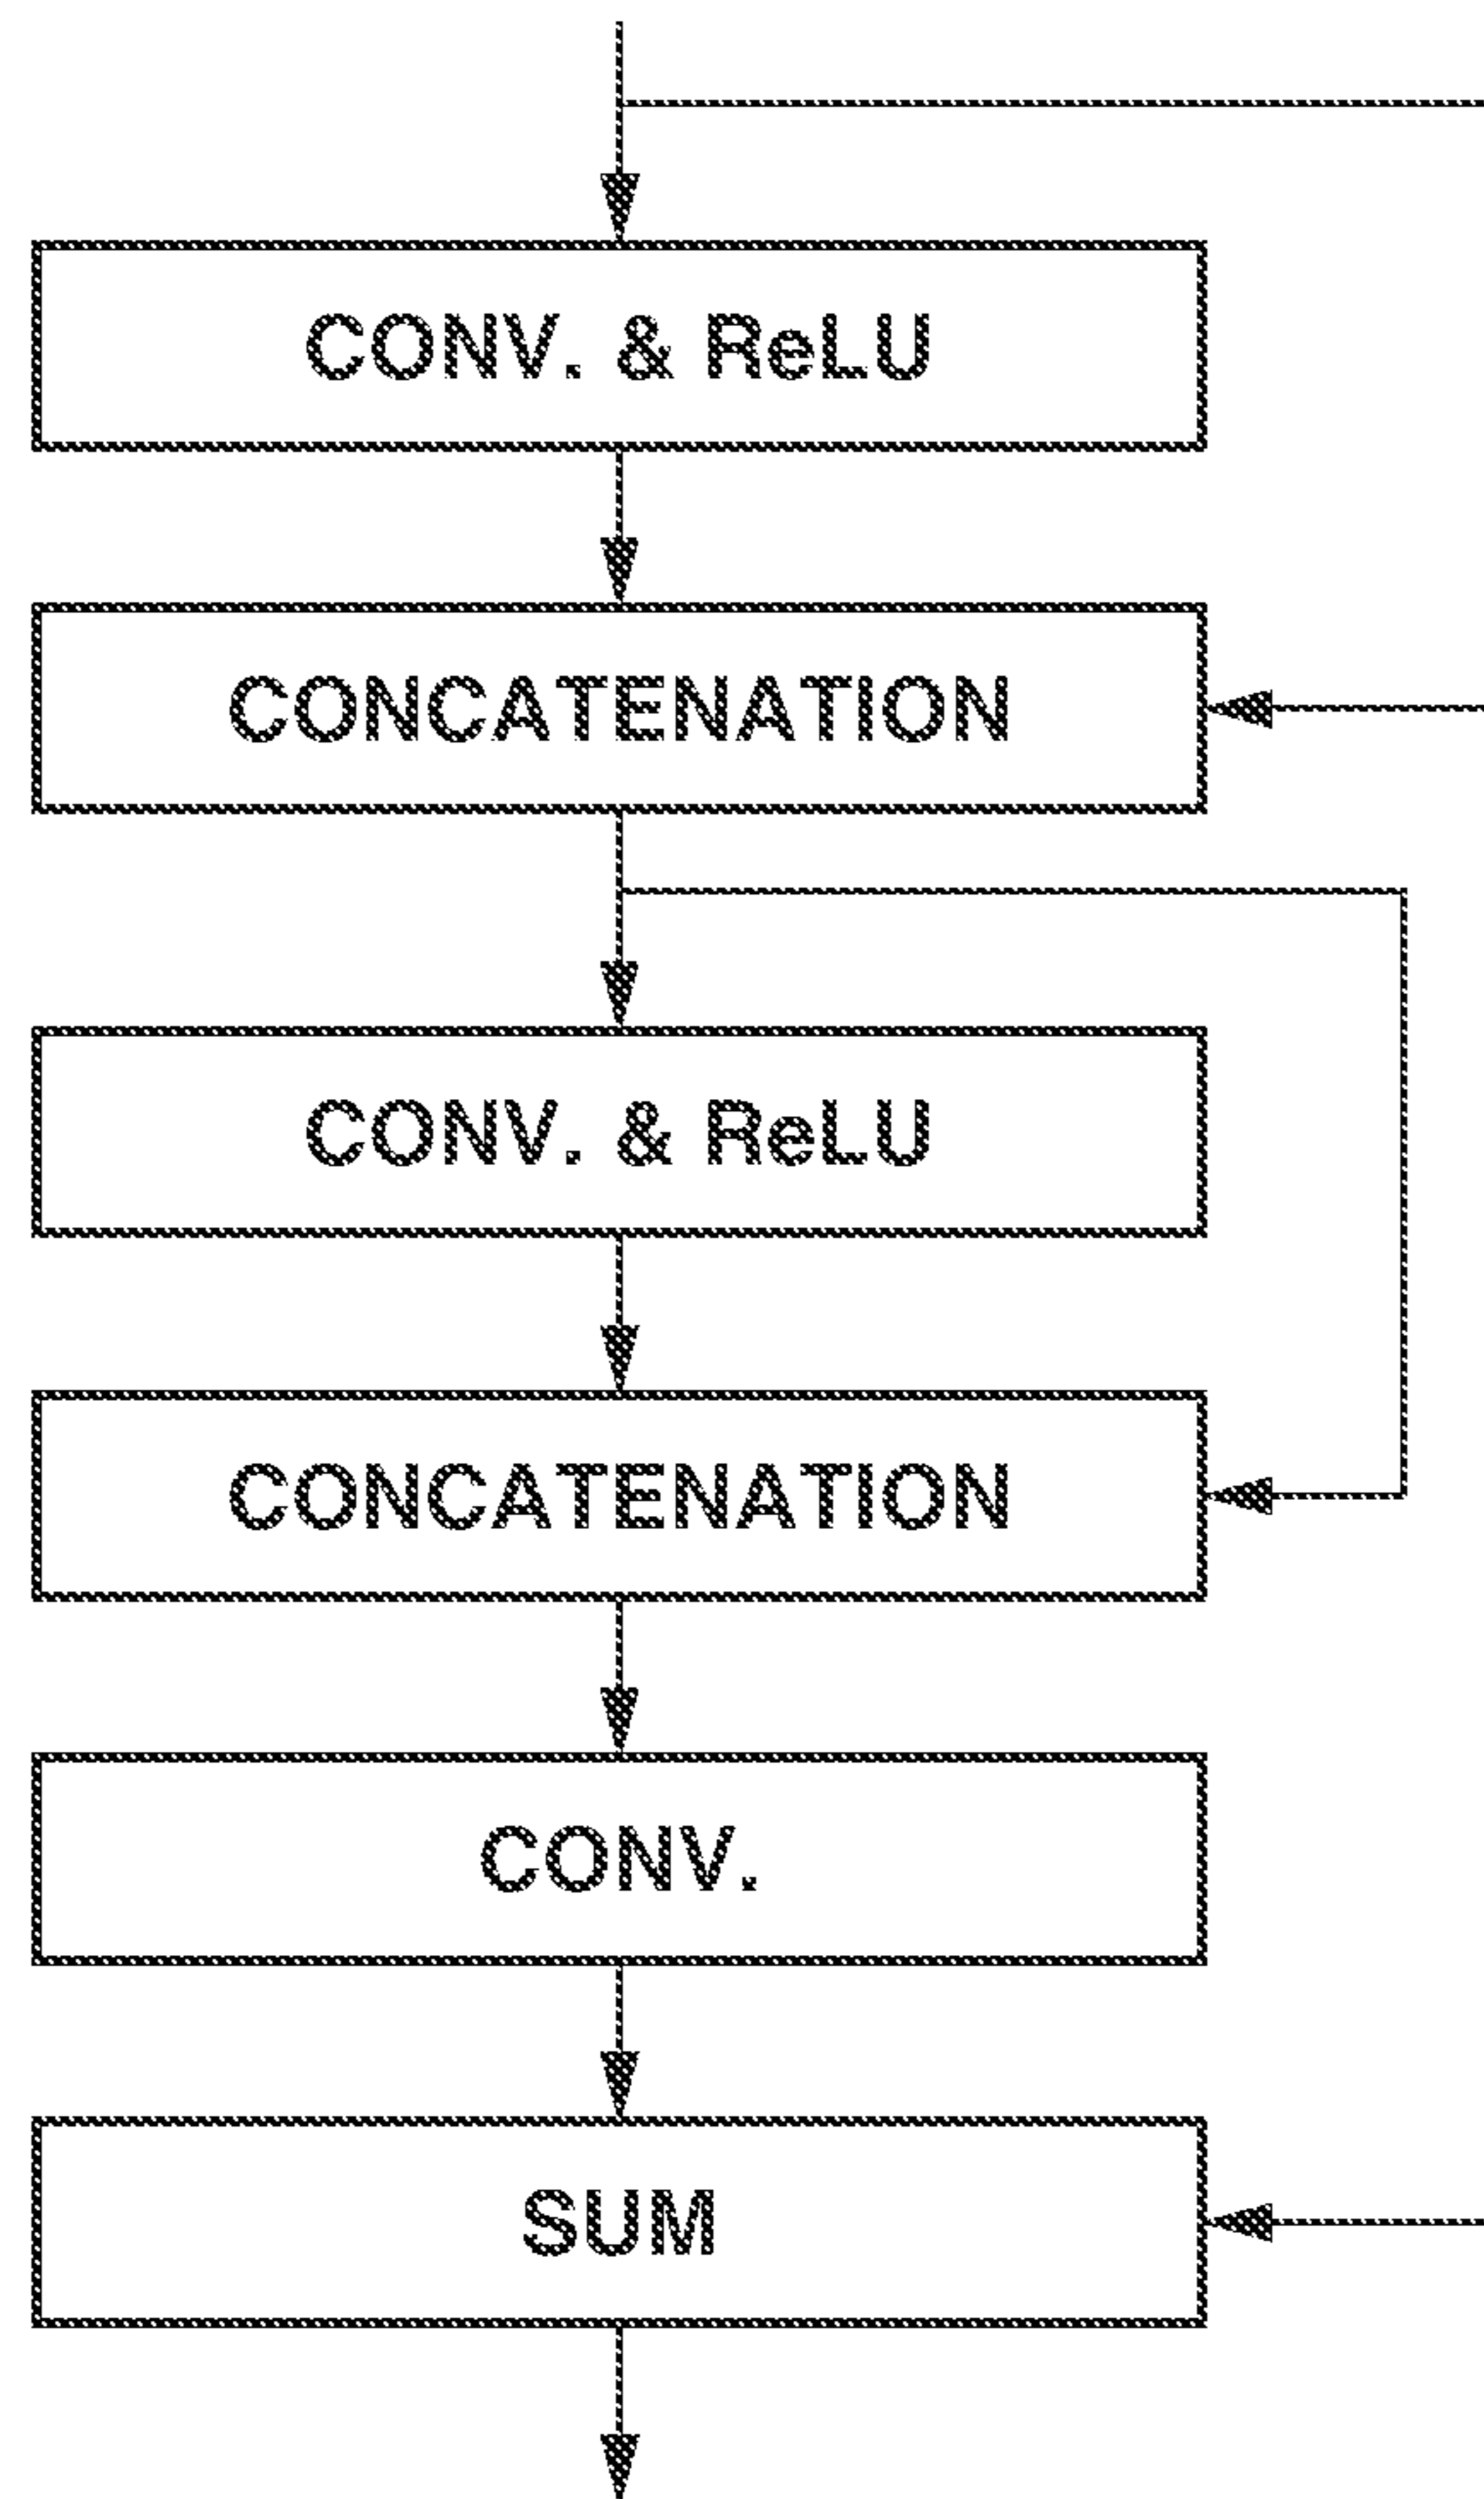 CONV. & ReLU
CONCATENATION
CONV. & ReLU
CONCATENATION
CONV.
SUM